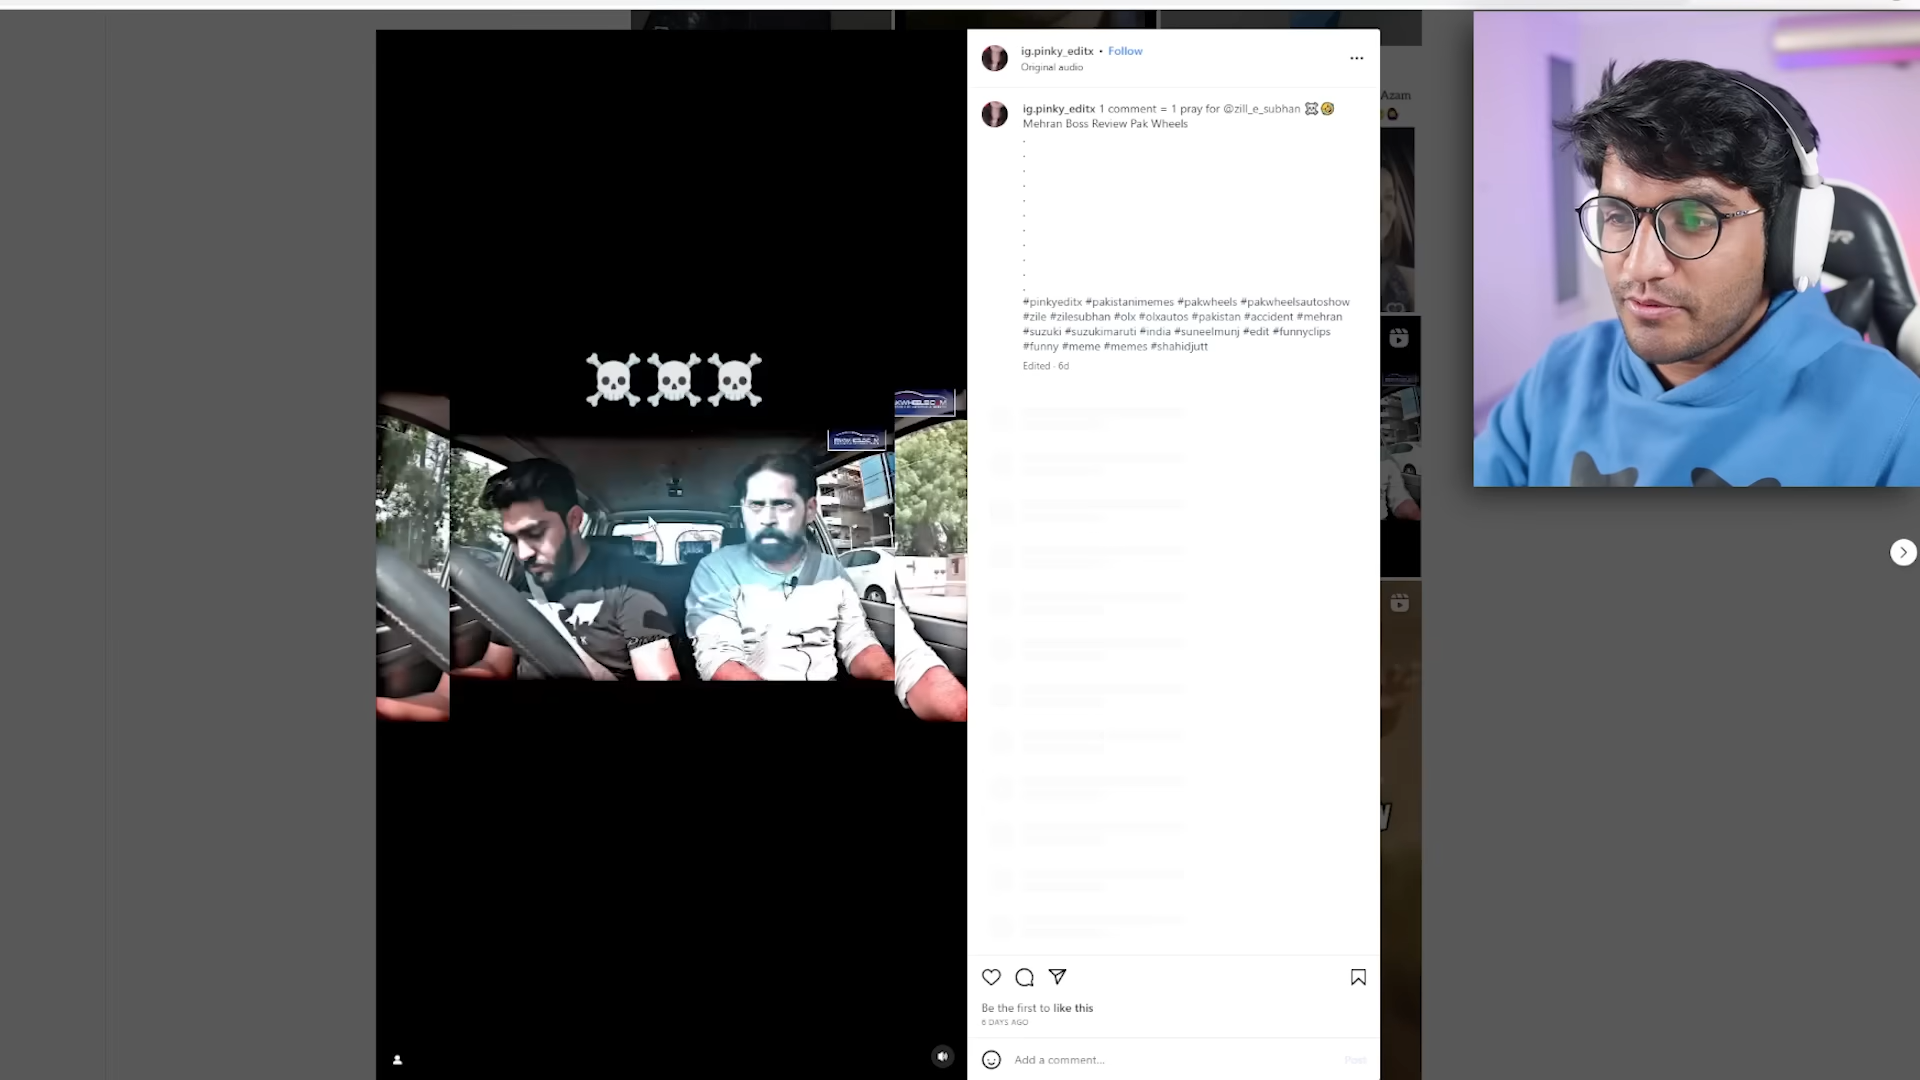 ig.pinky_editx • Follow
Original audio
ig.pinky_editx 1 comment = 1 pray for @zill_e_subhan ☠️🤣
Mehran Boss Review Pak Wheels
.
.
.
.
.
.
.
.
.
.
.
#pinkyeditx #pakistanimemes #pakwheels #pakwheelsautoshow
#zile #zilesubhan #olx #olxautos #pakistan #accident #mehran
#suzuki #suzukimaruti #india #suneelmunj #edit #funnyclips
#funny #meme #memes #shahidjutt
Edited · 6d
Be the first to like this
6 DAYS AGO
Add a comment...
Post
Azam